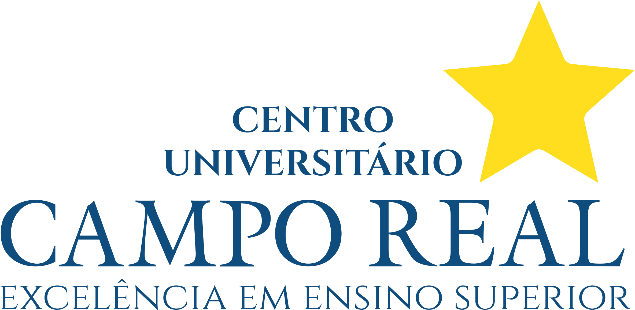 CENTRO
UNIVERSITÁRIO
CAMPO REAL
EXCELÊNCIA EM ENSINO SUPERIOR